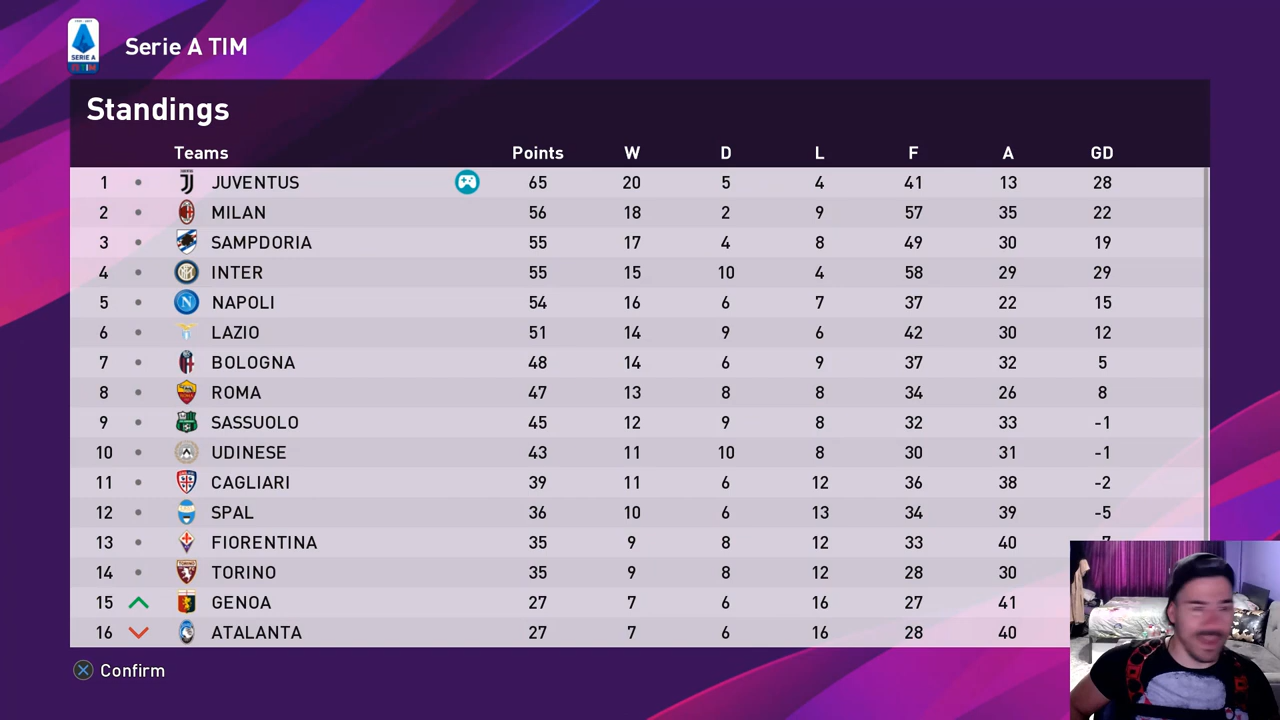 Serie A TIM
Standings
Teams Points W D L F A GD
1 JUVENTUS 65 20 5 4 41 13 28
2 MILAN 56 18 2 9 57 35 22
3 SAMPDORIA 55 17 4 8 49 30 19
4 INTER 55 15 10 4 58 29 29
5 NAPOLI 54 16 6 7 37 22 15
6 LAZIO 51 14 9 6 42 30 12
7 BOLOGNA 48 14 6 9 37 32 5
8 ROMA 47 13 8 8 34 26 8
9 SASSUOLO 45 12 9 8 32 33 -1
10 UDINESE 43 11 10 8 30 31 -1
11 CAGLIARI 39 11 6 12 36 38 -2
12 SPAL 36 10 6 13 34 39 -5
13 FIORENTINA 35 9 8 12 33 40
14 TORINO 35 9 8 12 28 30
15 GENOA 27 7 6 16 27 41
16 ATALANTA 27 7 6 16 28 40
Confirm